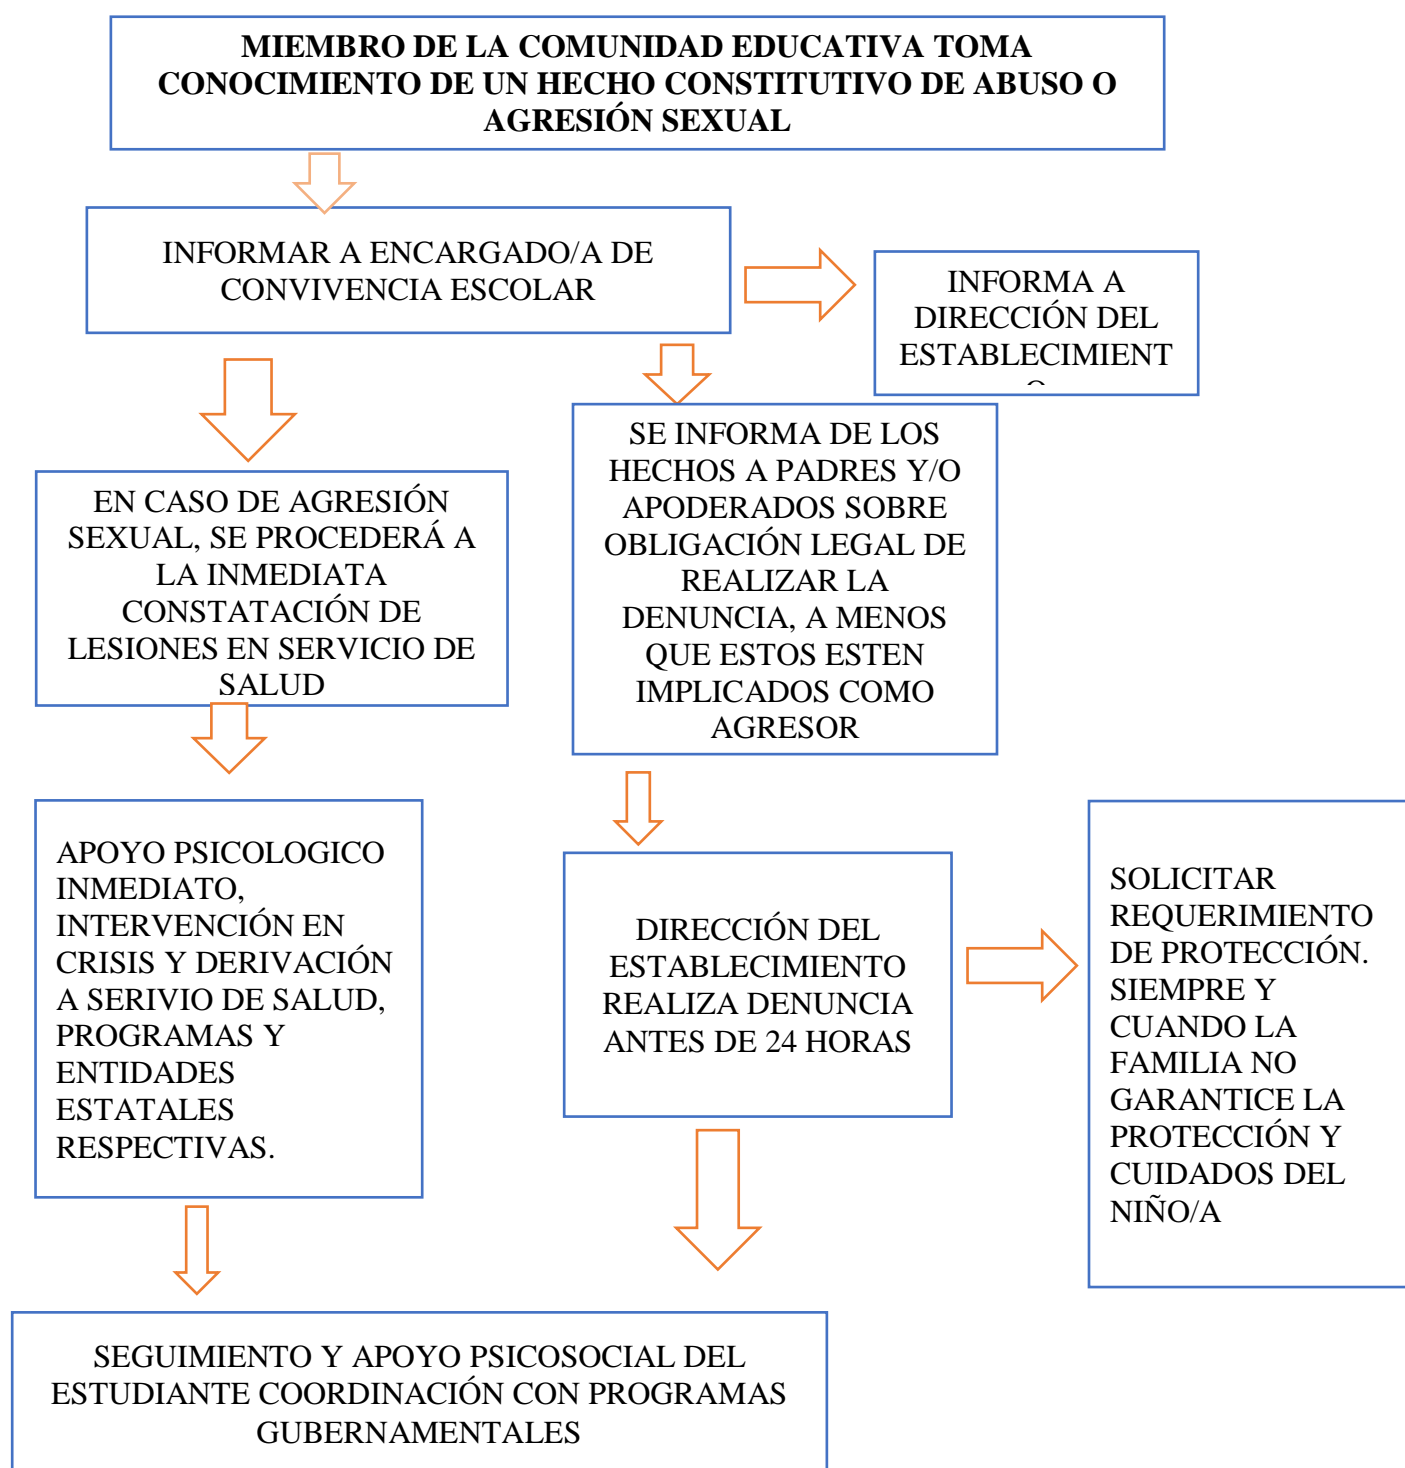 MIEMBRO DE LA COMUNIDAD EDUCATIVA TOMA
CONOCIMIENTO DE UN HECHO CONSTITUTIVO DE ABUSO O
AGRESIÓN SEXUAL
INFORMAR A ENCARGADO/A DE
CONVIVENCIA ESCOLAR
INFORMA A
DIRECCIÓN DEL
ESTABLECIMIENT
SE INFORMA DE LOS
HECHOS A PADRES Y/O
APODERADOS SOBRE
OBLIGACIÓN LEGAL DE
REALIZAR LA
DENUNCIA, A MENOS
QUE ESTOS ESTEN
IMPLICADOS COMO
AGRESOR
EN CASO DE AGRESIÓN
SEXUAL, SE PROCEDERÁ A
LA INMEDIATA
CONSTATACIÓN DE
LESIONES EN SERVICIO DE
SALUD
APOYO PSICOLOGICO
INMEDIATO,
INTERVENCIÓN EN
CRISIS Y DERIVACIÓN
A SERIVIO DE SALUD,
PROGRAMAS Y
ENTIDADES
ESTATALES
RESPECTIVAS.
DIRECCIÓN DEL
ESTABLECIMIENTO
REALIZA DENUNCIA
ANTES DE 24 HORAS
SOLICITAR
REQUERIMIENTO
DE PROTECCIÓN.
SIEMPRE Y
CUANDO LA
FAMILIA NO
GARANTICE LA
PROTECCIÓN Y
CUIDADOS DEL
NIÑO/A
SEGUIMIENTO Y APOYO PSICOSOCIAL DEL
ESTUDIANTE COORDINACIÓN CON PROGRAMAS
GUBERNAMENTALES